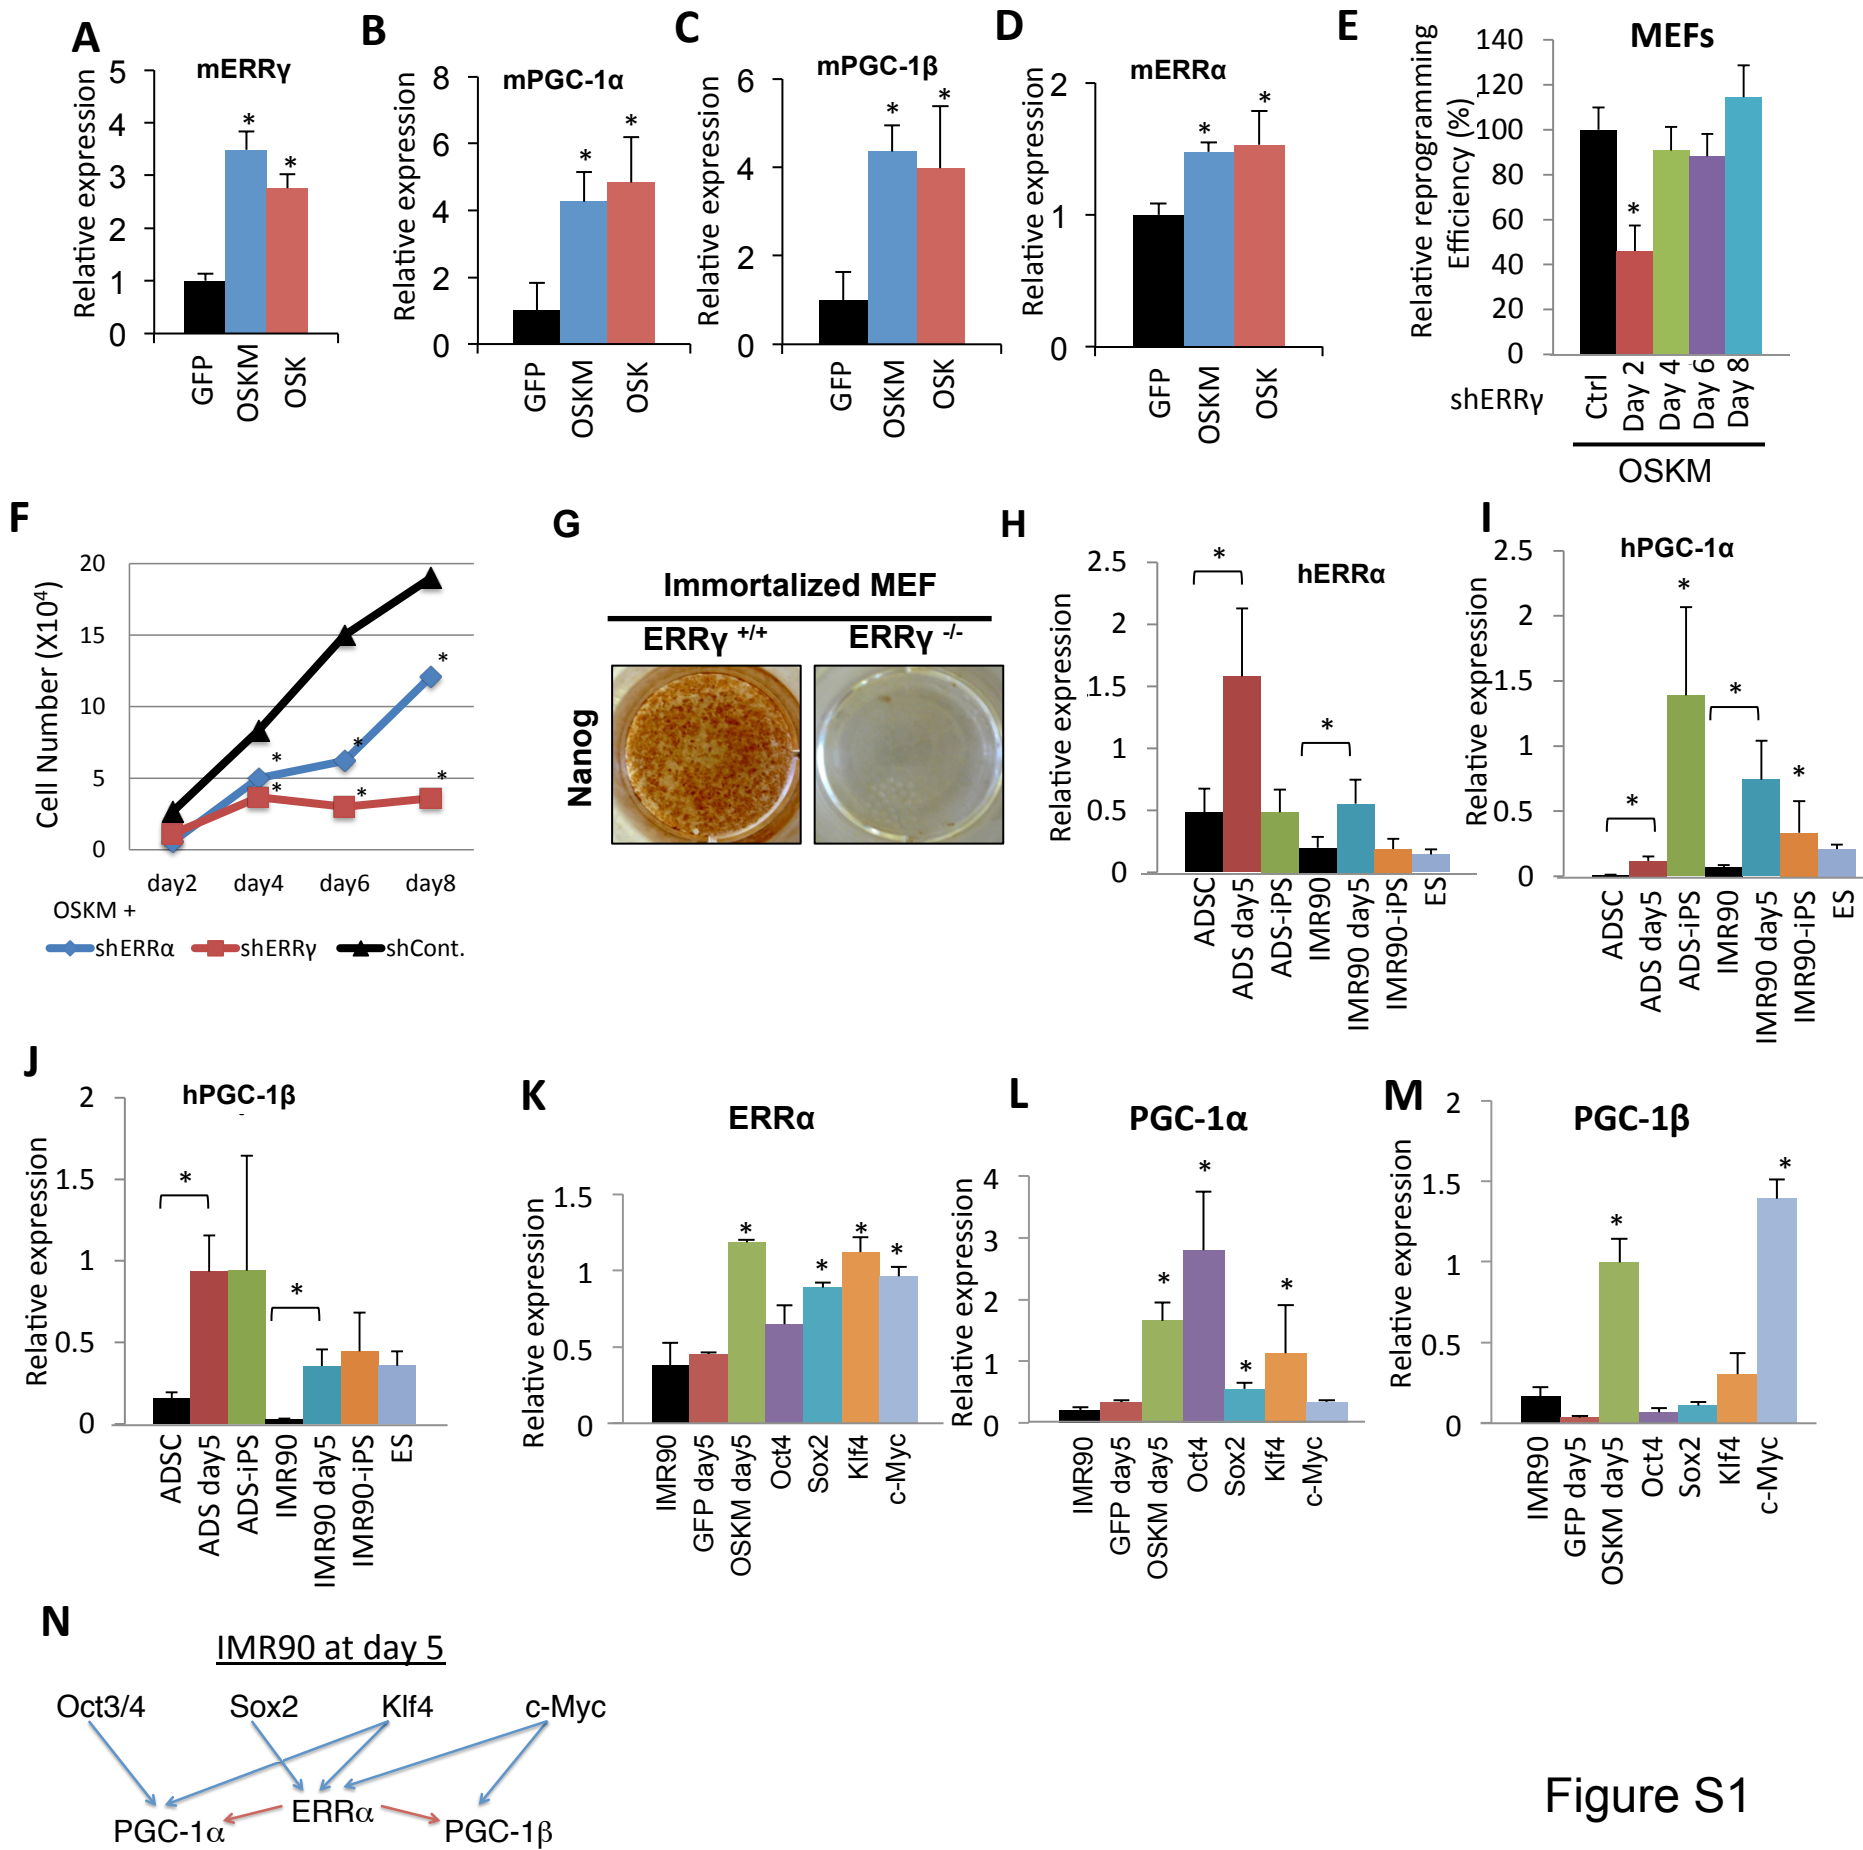 A
mERRγ
Relative expression
5
4
3
2
1
0
*
*
GFP
OSKM
OSK
B
mPGC-1α
Relative expression
8
6
4
2
0
*
*
GFP
OSKM
OSK
C
mPGC-1β
Relative expression
6
4
2
0
*
*
GFP
OSKM
OSK
D
mERRα
Relative expression
2
1
0
*
*
GFP
OSKM
OSK
E
MEFs
Relative reprogramming
Efficiency (%)
140
120
100
80
60
40
20
0
*
shERRγ
Ctrl
Day 2
Day 4
Day 6
Day 8
OSKM
F
Cell Number (X10⁴)
20
15
10
5
0
*
*
*
*
*
*
day2
day4
day6
day8
OSKM +
shERRα
shERRγ
shCont.
G
Immortalized MEF
ERRγ +/+
ERRγ -/-
Nanog
H
hERRα
Relative expression
2.5
2
1.5
1
0.5
0
*
*
ADSC
ADS day5
ADS-iPS
IMR90
IMR90 day5
IMR90-iPS
ES
I
hPGC-1α
Relative expression
2.5
2
1.5
1
0.5
0
*
*
*
*
ADSC
ADS day5
ADS-iPS
IMR90
IMR90 day5
IMR90-iPS
ES
J
hPGC-1β
Relative expression
2
1.5
1
0.5
0
*
*
ADSC
ADS day5
ADS-iPS
IMR90
IMR90 day5
IMR90-iPS
ES
K
ERRα
Relative expression
1.5
1
0.5
0
*
*
*
*
IMR90
GFP day5
OSKM day5
Oct4
Sox2
Klf4
c-Myc
L
PGC-1α
Relative expression
4
3
2
1
0
*
*
*
*
IMR90
GFP day5
OSKM day5
Oct4
Sox2
Klf4
c-Myc
M
PGC-1β
Relative expression
2
1.5
1
0.5
0
*
*
IMR90
GFP day5
OSKM day5
Oct4
Sox2
Klf4
c-Myc
N
IMR90 at day 5
Oct3/4 Sox2 Klf4 c-Myc
PGC-1α ERRα PGC-1β
Figure S1